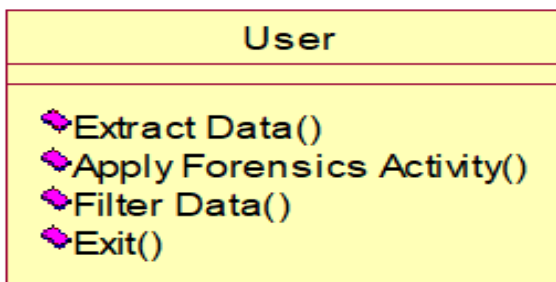 User
Extract Data()
Apply Forensics Activity()
Filter Data()
Exit()